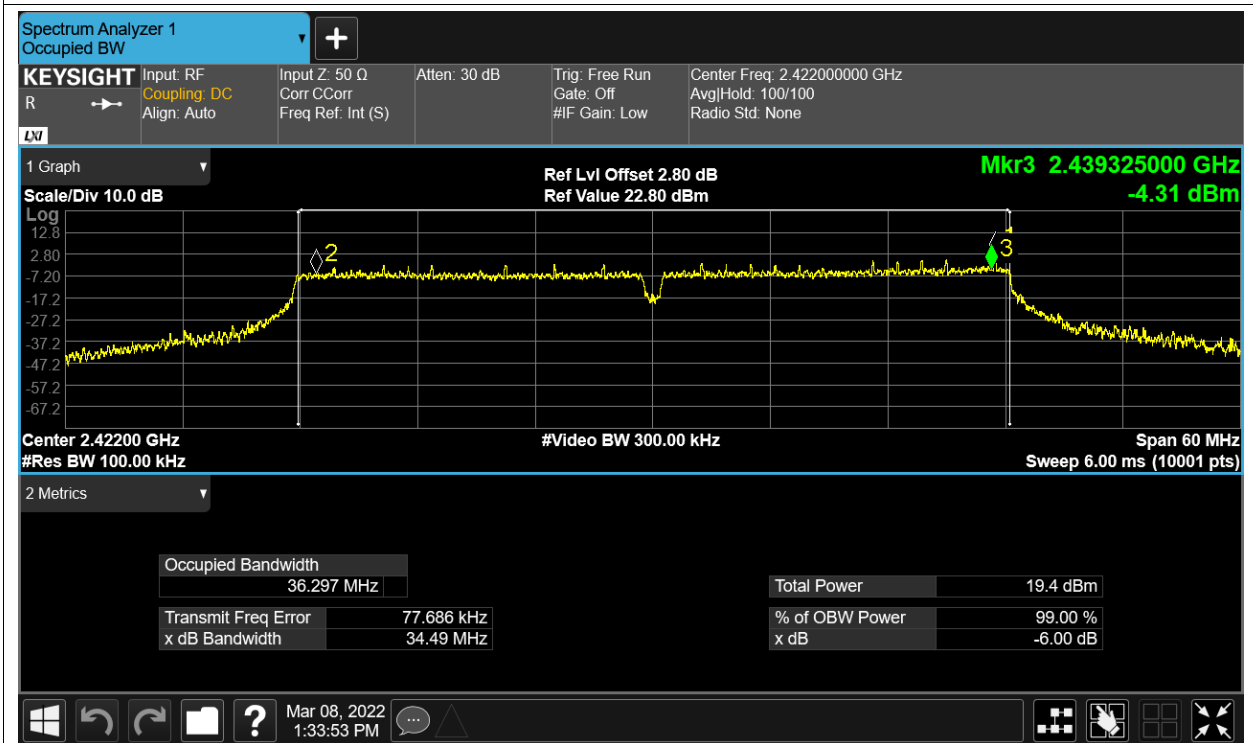 Spectrum Analyzer 1
Occupied BW
KEYSIGHT
R
LXI
Input: RF
Coupling: DC
Align: Auto
Input Z: 50 Ω
Corr CCorr
Freq Ref: Int (S)
Atten: 30 dB
Trig: Free Run
Gate: Off
#IF Gain: Low
Center Freq: 2.422000000 GHz
Avg|Hold: 100/100
Radio Std: None
1 Graph
Scale/Div 10.0 dB
Ref Lvl Offset 2.80 dB
Ref Value 22.80 dBm
Mkr3 2.439325000 GHz
-4.31 dBm
Log
12.8
2.80
-7.20
-17.2
-27.2
-37.2
-47.2
-57.2
-67.2
2
3
Center 2.42200 GHz
#Video BW 300.00 kHz
Span 60 MHz
#Res BW 100.00 kHz
Sweep 6.00 ms (10001 pts)
2 Metrics
Occupied Bandwidth
36.297 MHz
Total Power 19.4 dBm
Transmit Freq Error 77.686 kHz
% of OBW Power 99.00 %
x dB Bandwidth 34.49 MHz
x dB -6.00 dB
?
Mar 08, 2022
1:33:53 PM